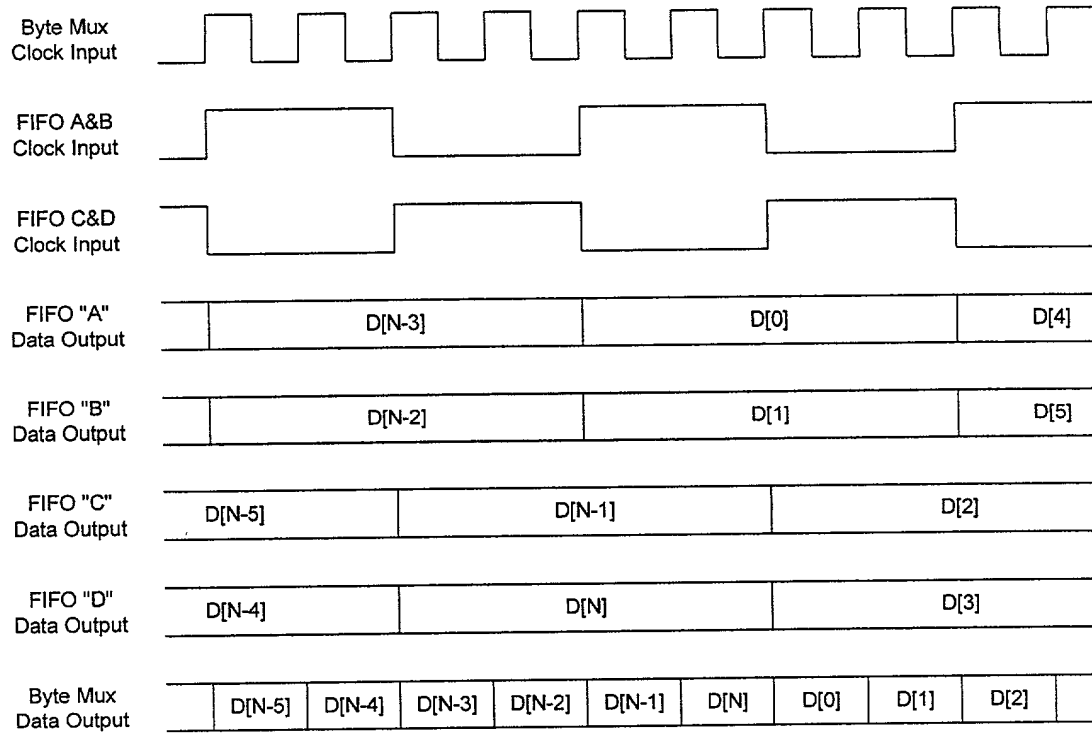 Byte Mux
Clock Input
FIFO A&B
Clock Input
FIFO C&D
Clock Input
FIFO "A"
Data Output
D[N-3]
D[0]
D[4]
FIFO "B"
Data Output
D[N-2]
D[1]
D[5]
FIFO "C"
Data Output
D[N-5]
D[N-1]
D[2]
FIFO "D"
Data Output
D[N-4]
D[N]
D[3]
Byte Mux
Data Output
D[N-5]
D[N-4]
D[N-3]
D[N-2]
D[N-1]
D[N]
D[0]
D[1]
D[2]